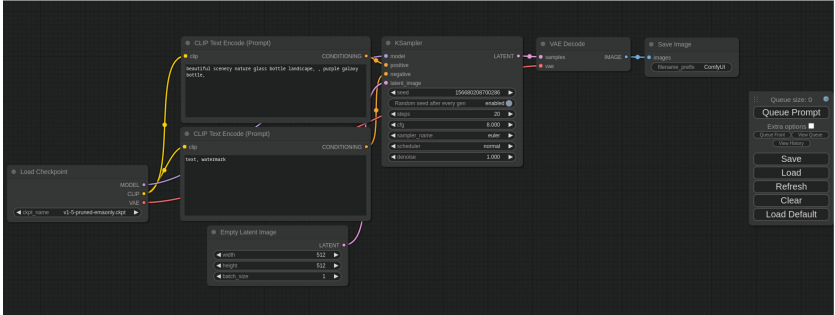 CLIP Text Encode (Prompt)
clip
CONDITIONING
beautiful scenery nature glass bottle landscape, , purple galaxy
bottle,
CLIP Text Encode (Prompt)
clip
CONDITIONING
text, watermark
Load Checkpoint
MODEL
CLIP
VAE
ckpt_name v1-5-pruned-emaonly.ckpt
Empty Latent Image
LATENT
width 512
height 512
batch_size 1
KSampler
model LATENT
positive
negative
latent_image
seed 156680208700286
Random seed after every gen enabled
steps 20
cfg 8.000
sampler_name euler
scheduler normal
denoise 1.000
VAE Decode
samples IMAGE
vae
Save Image
images
filename_prefix ComfyUI
Queue size: 0
Queue Prompt
Extra options
Queue Front View Queue
View History
Save
Load
Refresh
Clear
Load Default